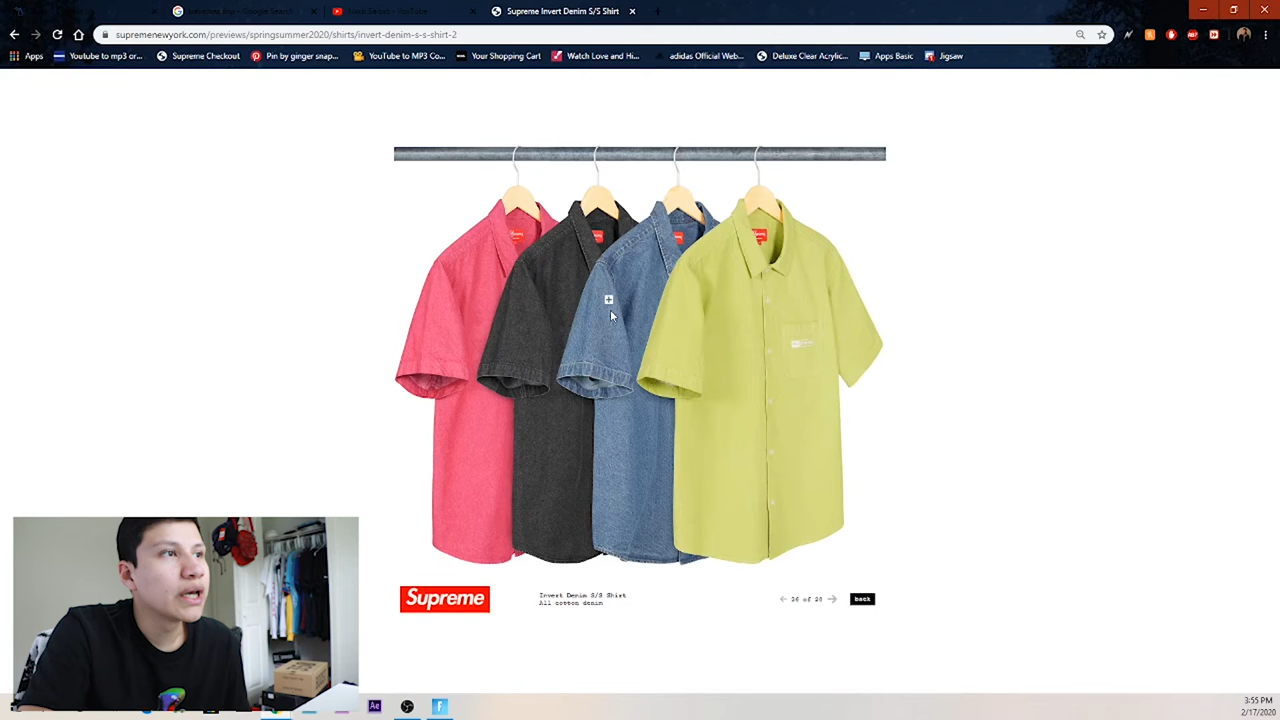 Supreme Invert Denim S/S Shirt
supremenewyork.com/previews/springsummer2020/shirts/invert-denim-s-s-shirt-2
Apps
Youtube to mp3 or...
Supreme Checkout
Pin by ginger snap...
YouTube to MP3 Co...
Your Shopping Cart
Watch Love and Hi...
adidas Official Web...
Deluxe Clear Acrylic...
Apps Basic
Jigsaw
Supreme
Invert Denim S/S Shirt
All cotton denim
back
Ae
3:55 PM
2/17/2020